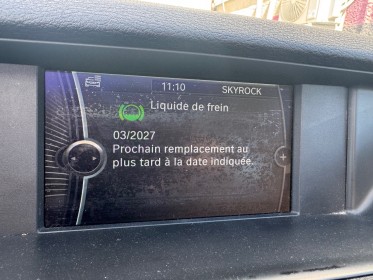 11:10
SKYROCK
Liquide de frein
03/2027
Prochain remplacement au
plus tard à la date indiquée.